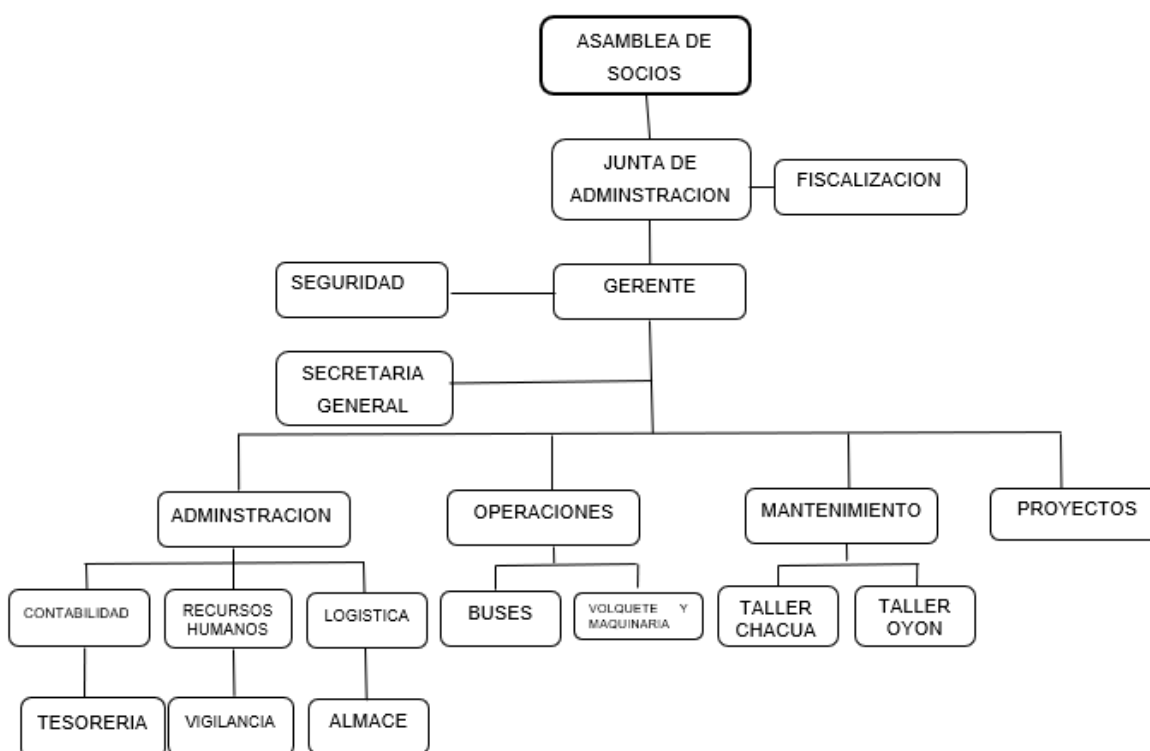 ASAMBLEA DE
SOCIOS
JUNTA DE
ADMINSTRACION
FISCALIZACION
SEGURIDAD
GERENTE
SECRETARIA
GENERAL
ADMINSTRACION
OPERACIONES
MANTENIMIENTO
PROYECTOS
CONTABILIDAD
RECURSOS
HUMANOS
LOGISTICA
BUSES
VOLQUETE Y
MAQUINARIA
TALLER
CHACUA
TALLER
OYON
TESORERIA
VIGILANCIA
ALMACE